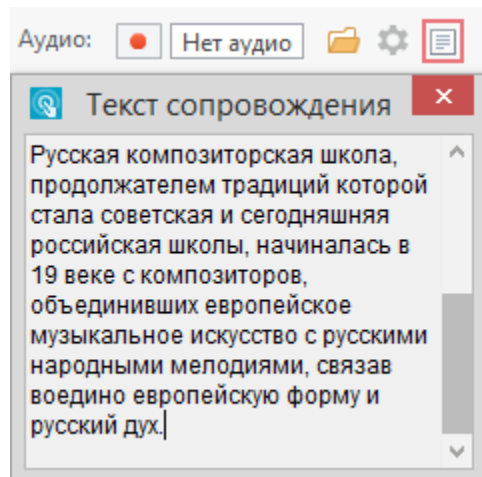 Аудио:
Нет аудио
Текст сопровождения
Русская композиторская школа,
продолжателем традиций которой
стала советская и сегодняшняя
российская школы, начиналась в
19 веке с композиторов,
объединивших европейское
музыкальное искусство с русскими
народными мелодиями, связав
воедино европейскую форму и
русский дух.